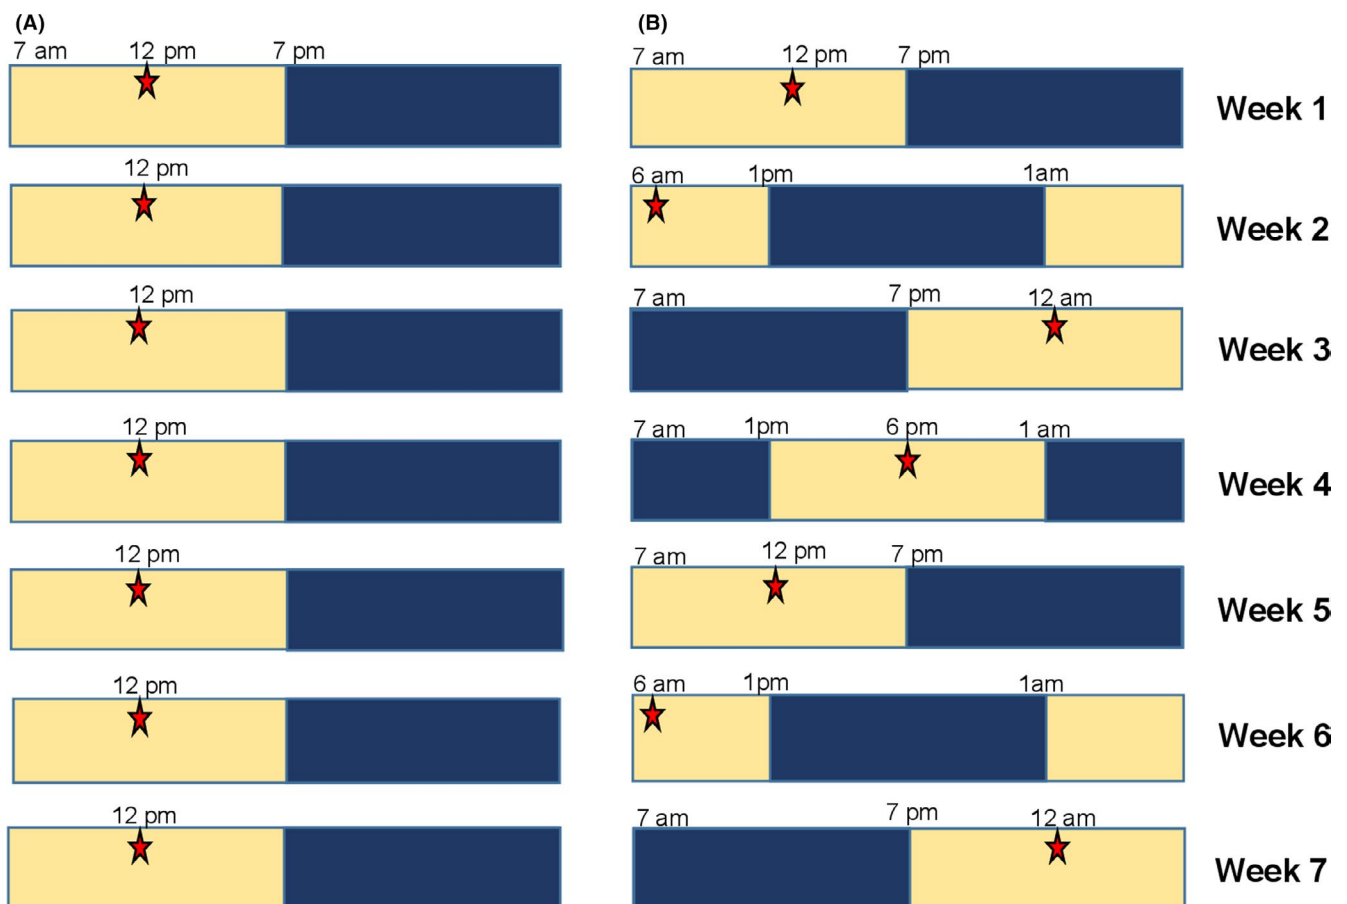 (A) (B)
7 am 12 pm 7 pm 7 am 12 pm 7 pm
Week 1
12 pm 6 am 1pm 1am
Week 2
12 pm 7 am 7 pm 12 am
Week 3
12 pm 7 am 1pm 6 pm 1 am
Week 4
12 pm 7 am 12 pm 7 pm
Week 5
12 pm 6 am 1pm 1am
Week 6
12 pm 7 am 7 pm 12 am
Week 7